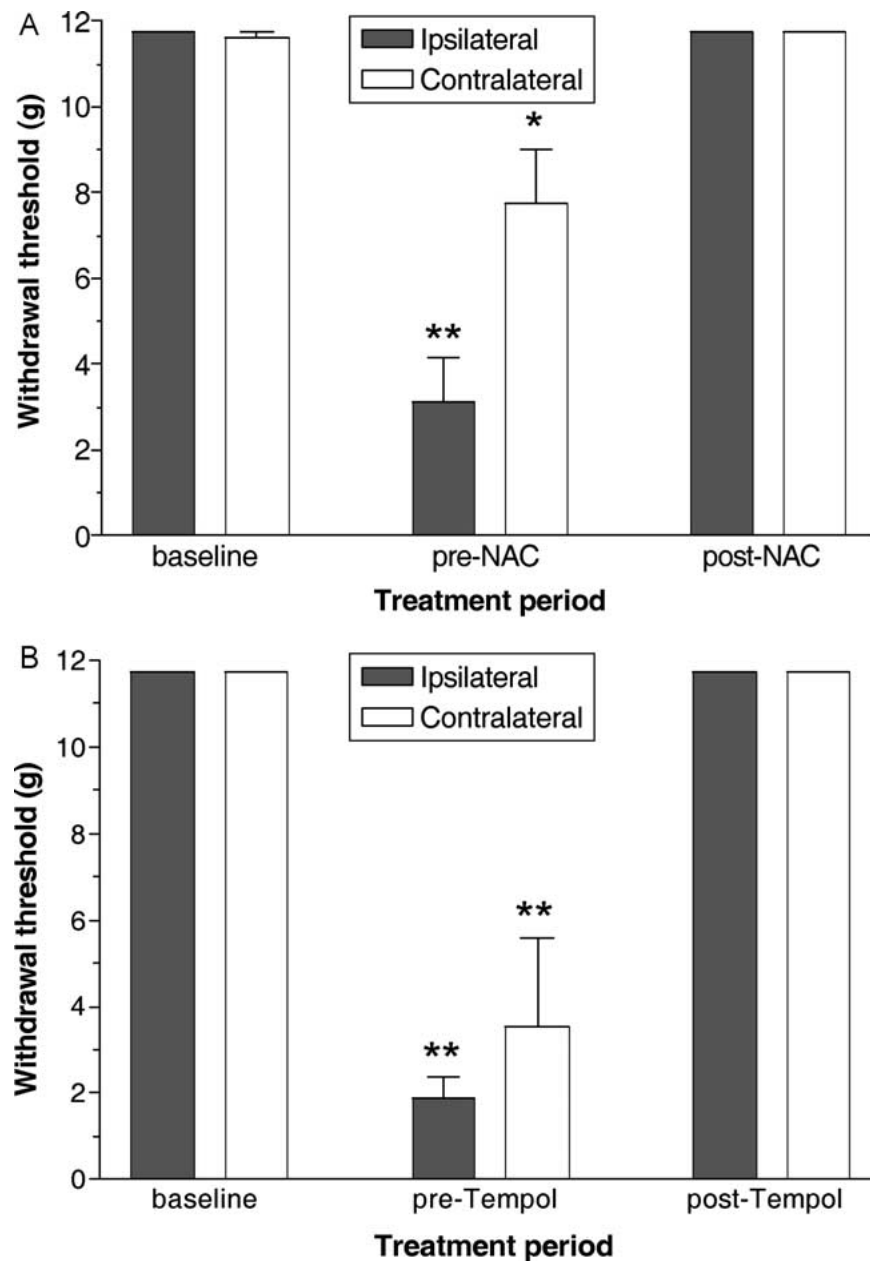 A
12
10
8
6
4
2
0
Withdrawal threshold (g)
Ipsilateral
Contralateral
*
**
baseline pre-NAC post-NAC
Treatment period
B
12
10
8
6
4
2
0
Withdrawal threshold (g)
Ipsilateral
Contralateral
**
**
baseline pre-Tempol post-Tempol
Treatment period